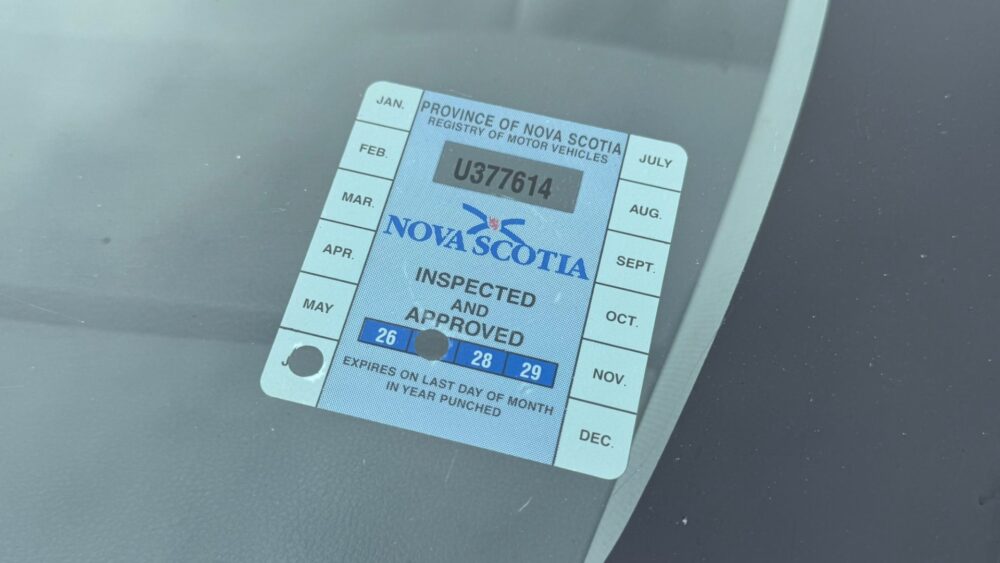 PROVINCE OF NOVA SCOTIA
REGISTRY OF MOTOR VEHICLES
U377614
NOVA SCOTIA
INSPECTED
AND
APPROVED
26 28 29
EXPIRES ON LAST DAY OF MONTH
IN YEAR PUNCHED
JAN.
FEB.
MAR.
APR.
MAY
JULY
AUG.
SEPT.
OCT.
NOV.
DEC.